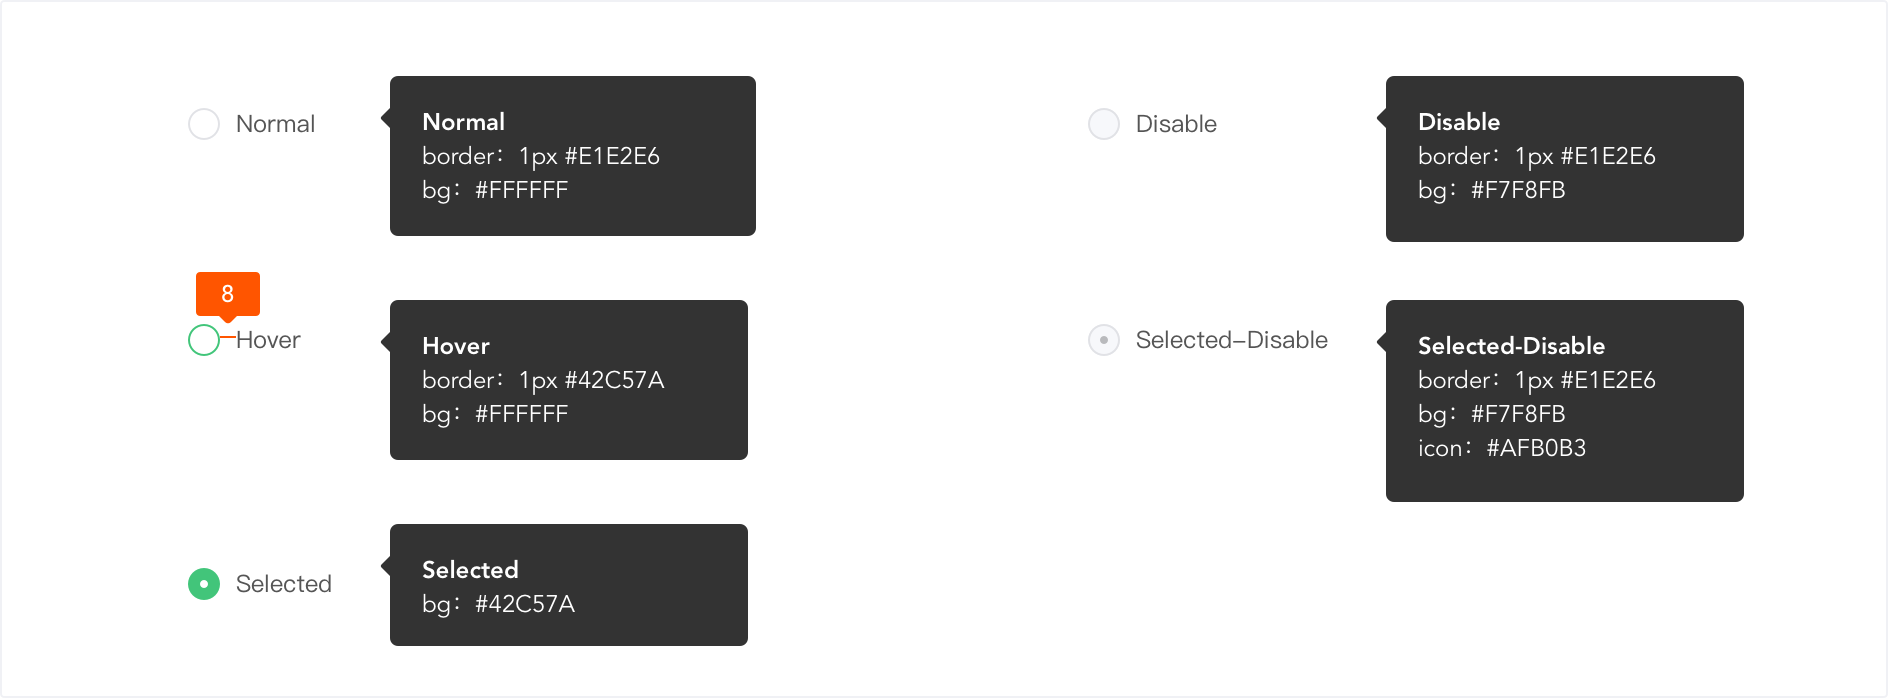 Normal
Normal
border：1px #E1E2E6
bg：#FFFFFF
Disable
Disable
border：1px #E1E2E6
bg：#F7F8FB
8
Hover
Hover
border：1px #42C57A
bg：#FFFFFF
Selected–Disable
Selected-Disable
border：1px #E1E2E6
bg：#F7F8FB
icon：#AFB0B3
Selected
Selected
bg：#42C57A